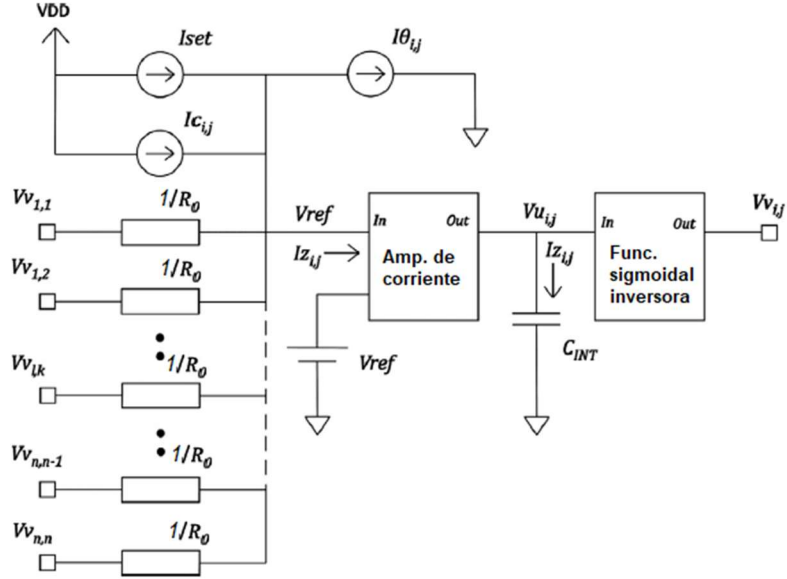 VDD
Iset
Iθi,j
Ici,j
Vv1,1
1/R0
Vref
In
Out
Vui,j
In
Out
Vvi,j
Izi,j
Amp. de
corriente
Izi,j
Func.
sigmoidal
inversora
Vv1,2
1/R0
Vref
CINT
Vvl,k
1/R0
Vvn,n-1
1/R0
Vvn,n
1/R0